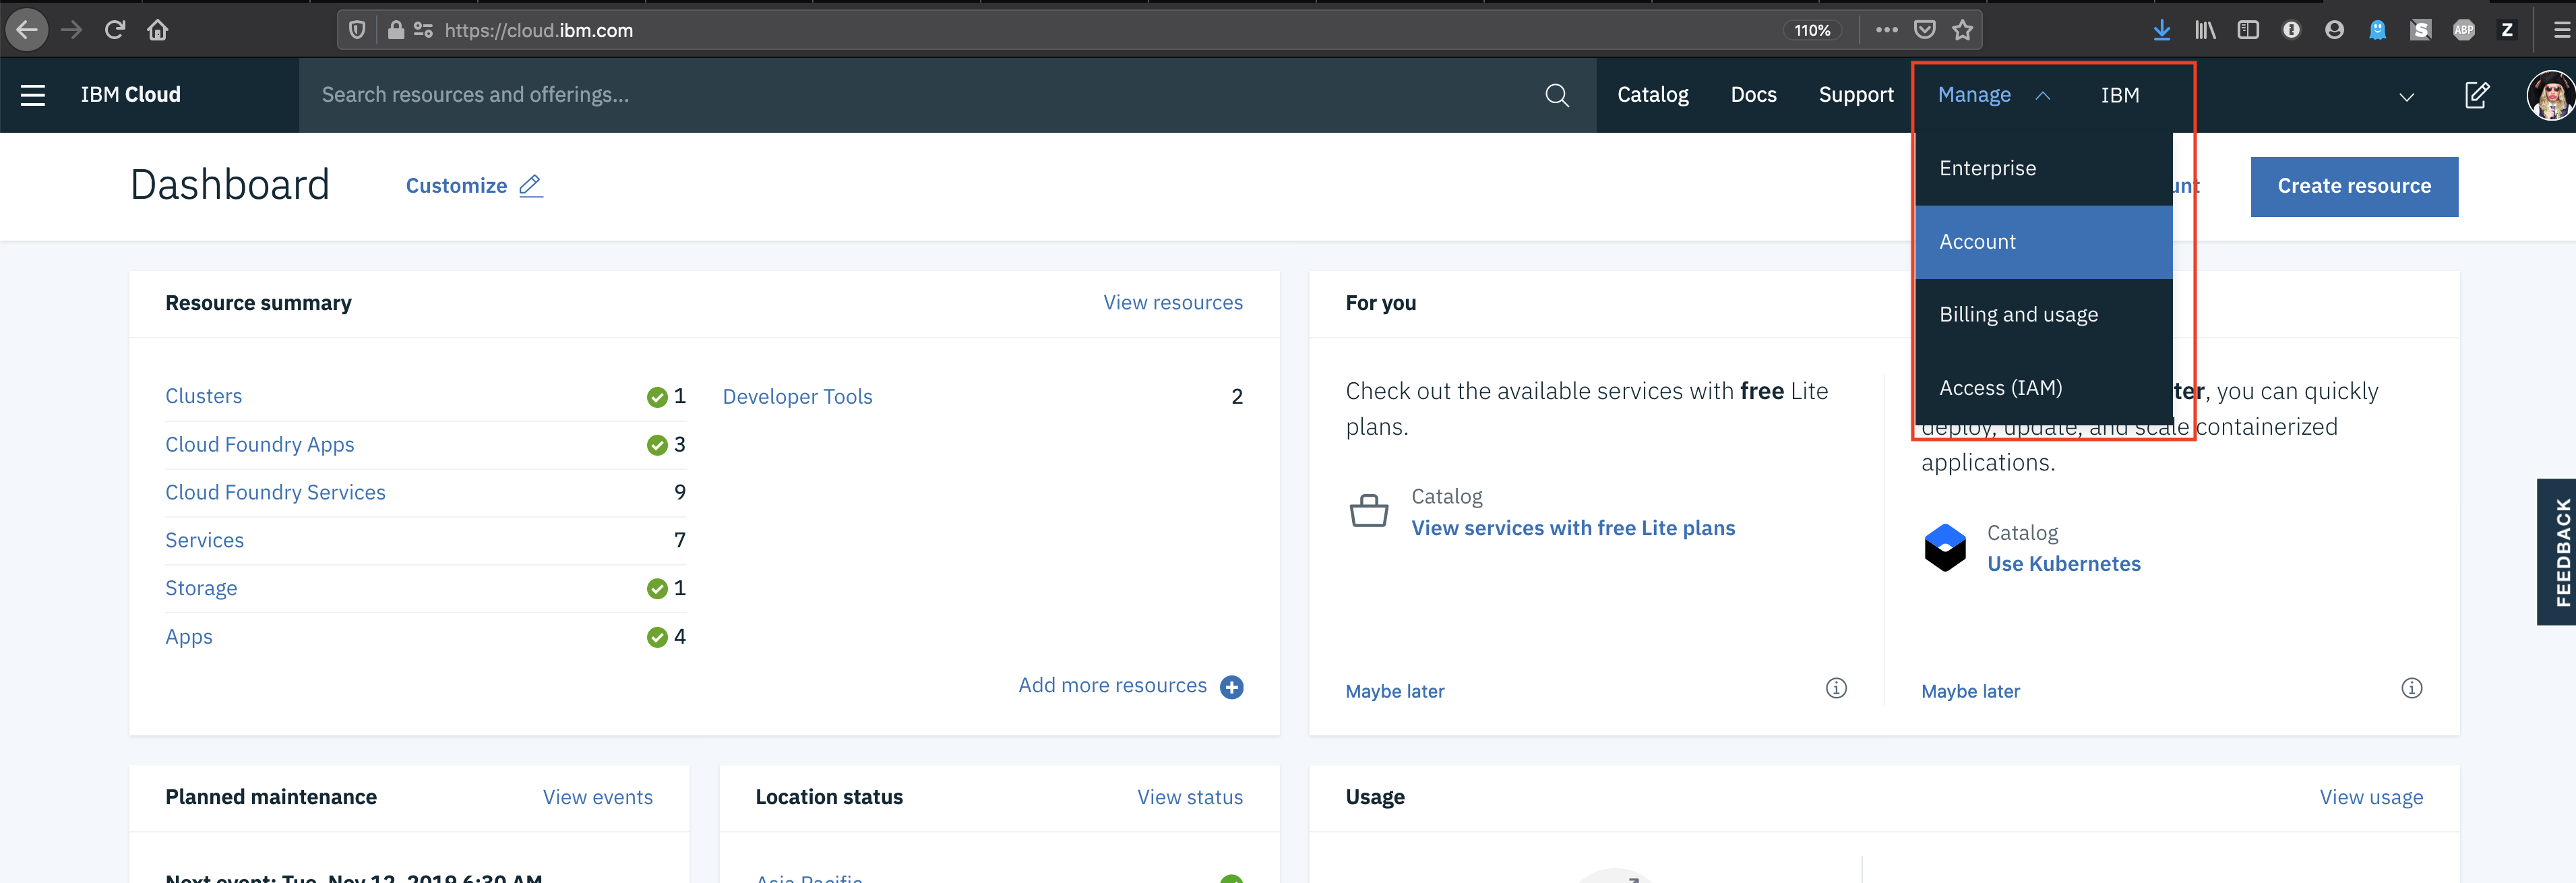 https://cloud.ibm.com
110%
ABP
Z
IBM Cloud
Search resources and offerings...
Catalog
Docs
Support
Manage
IBM
Enterprise
Account
Billing and usage
Access (IAM)
Dashboard
Customize
unt
Create resource
Resource summary
View resources
Clusters
1
Cloud Foundry Apps
3
Cloud Foundry Services
9
Services
7
Storage
1
Apps
4
Developer Tools
2
Add more resources
For you
Check out the available services with free Lite
plans.
Catalog
View services with free Lite plans
Maybe later
ter, you can quickly
deploy, update, and scale containerized
applications.
Catalog
Use Kubernetes
Maybe later
FEEDBACK
Planned maintenance
View events
Next event: Tue, Nov 12, 2019 6:30 AM
Location status
View status
Asia Pacific
Usage
View usage